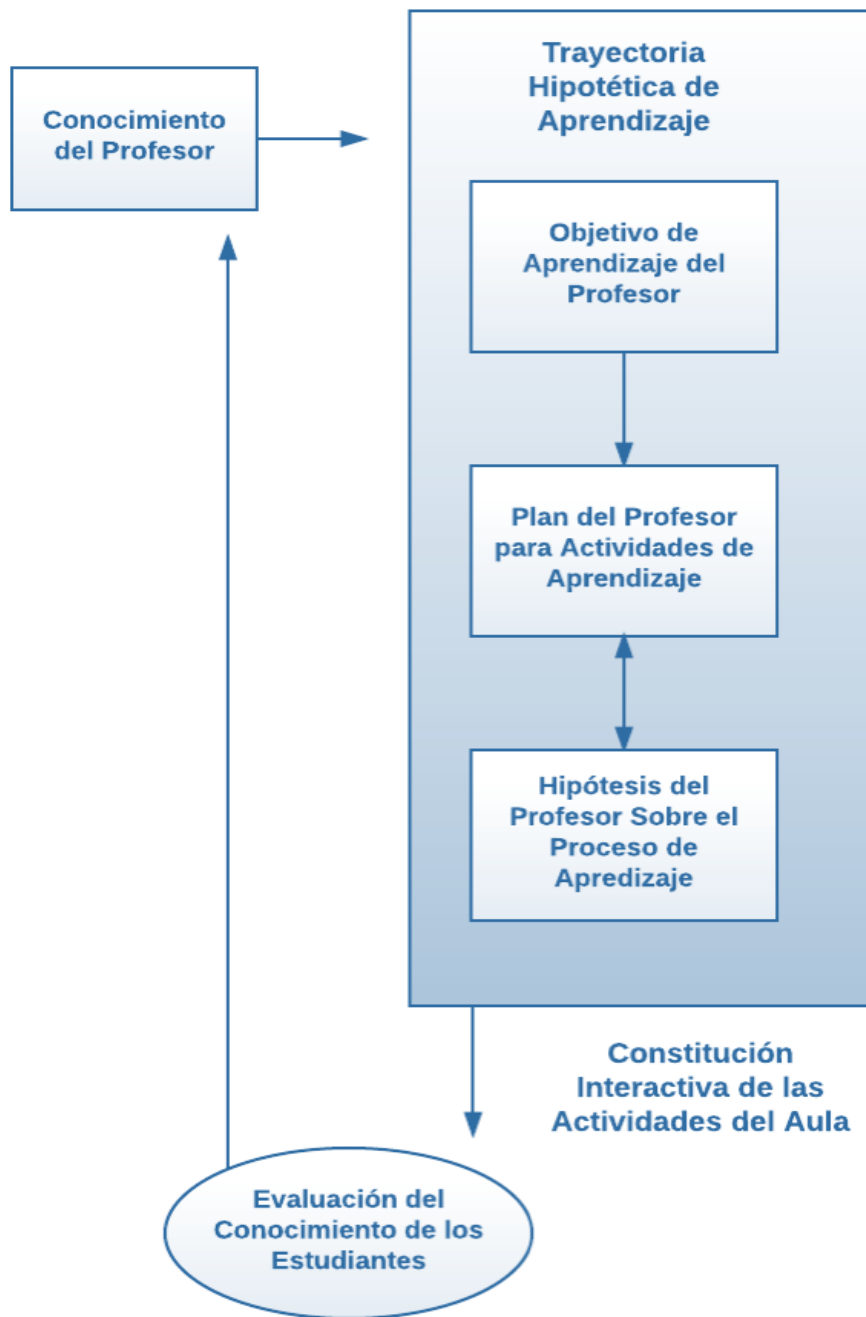 Conocimiento
del Profesor
Trayectoria
Hipotética de
Aprendizaje
Objetivo de
Aprendizaje del
Profesor
Plan del Profesor
para Actividades de
Aprendizaje
Hipótesis del
Profesor Sobre el
Proceso de
Apredizaje
Constitución
Interactiva de las
Actividades del Aula
Evaluación del
Conocimiento de los
Estudiantes